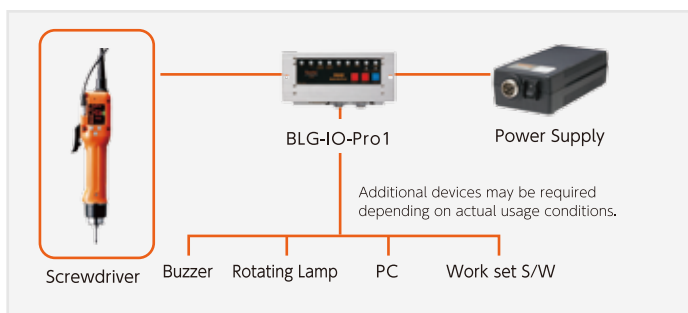 BLG-IO-Pro1
Power Supply
Additional devices may be required
depending on actual usage conditions.
Screwdriver
Buzzer
Rotating Lamp
PC
Work set S/W